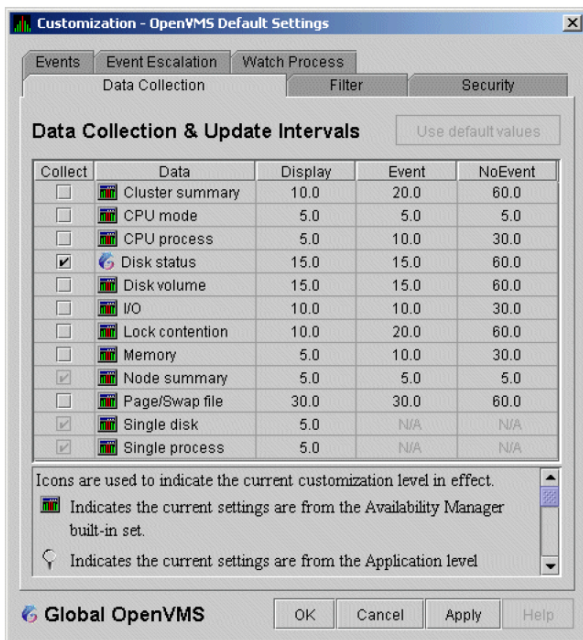 Customization - OpenVMS Default Settings
Events Event Escalation Watch Process
Data Collection Filter Security
Data Collection & Update Intervals Use default values
Collect Data Display Event NoEvent
Cluster summary 10.0 20.0 60.0
CPU mode 5.0 5.0 5.0
CPU process 5.0 10.0 30.0
Disk status 15.0 15.0 60.0
Disk volume 15.0 15.0 60.0
I/O 10.0 10.0 30.0
Lock contention 10.0 20.0 60.0
Memory 5.0 10.0 30.0
Node summary 5.0 5.0 5.0
Page/Swap file 30.0 30.0 60.0
Single disk 5.0 N/A N/A
Single process 5.0 N/A N/A
Icons are used to indicate the current customization level in effect.
Indicates the current settings are from the Availability Manager
built-in set.
Indicates the current settings are from the Application level
Global OpenVMS OK Cancel Apply Help